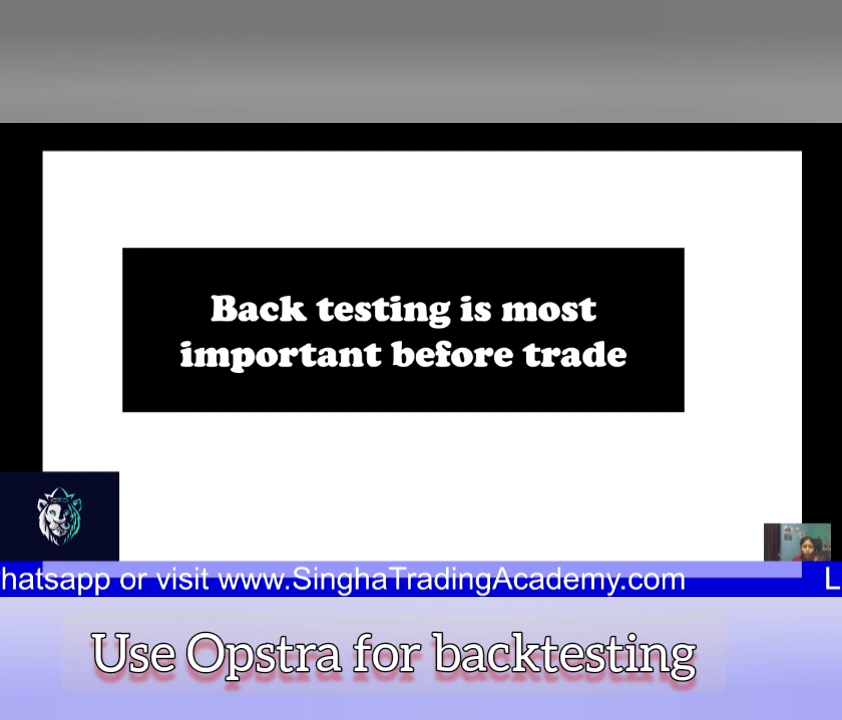 Back testing is most
important before trade
hatsapp or visit www.SinghaTradingAcademy.com L
Use Opstra for backtesting